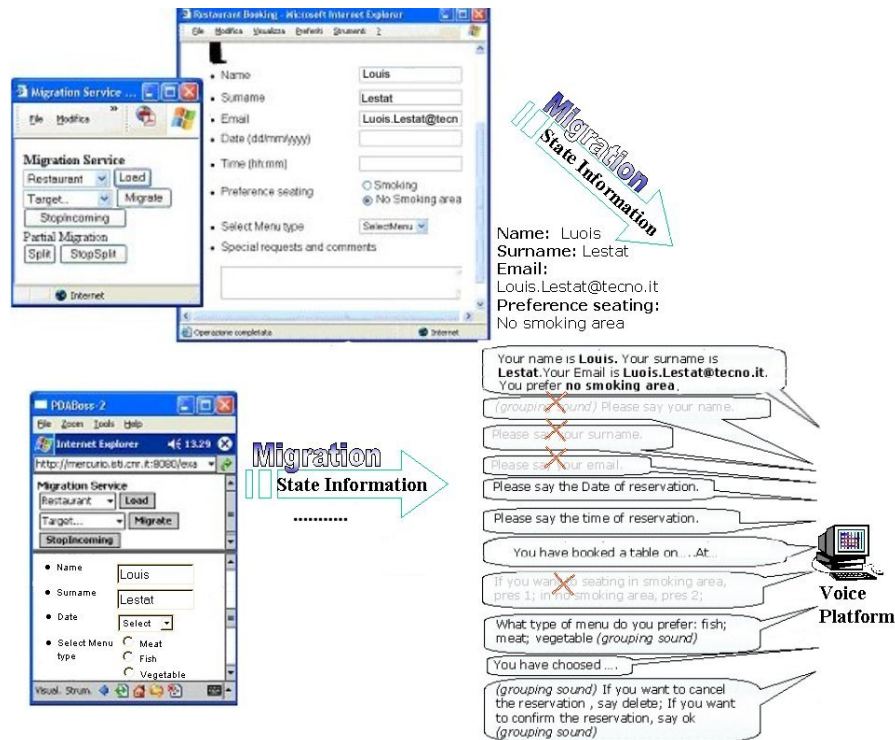 Restaurant Booking - Microsoft Internet Explorer
File Modifica Visualizza Preferiti Strumenti ?
Name Louis
Surname Lestat
Email Luois.Lestat@tecn
Date (dd/mm/yyyy)
Time (hh:mm)
Preference seating
Smoking
No Smoking area
Select Menu type SelectMenu
Special requests and comments
Operazione completata Internet
Migration Service ...
File Modifica »
Migration Service
Restaurant Load
Target... Migrate
StopIncoming
Partial Migration
Split StopSplit
Internet
Migration
State Information
Name: Luois
Surname: Lestat
Email:
Louis.Lestat@tecno.it
Preference seating:
No smoking area
PDABoss-2
File Zoom Tools Help
Internet Explorer 13.29
http://mercurio.isti.cnr.it:8080/exa
Migration Service
Restaurant Load
Target... Migrate
StopIncoming
Name Louis
Surname Lestat
Date Select
Select Menu
type
Meat
Fish
Vegetable
Visual. Strum.
Migration
State Information
...........
Your name is Louis. Your surname is
Lestat.Your Email is Luois.Lestat@tecno.it.
You prefer no smoking area.
(grouping sound) Please say your name.
Please say your surname.
Please say your email.
Please say the Date of reservation.
Please say the time of reservation.
You have booked a table on....At...
If you want to seating in smoking area,
pres 1; in no smoking area, pres 2;
What type of menu do you prefer: fish;
meat; vegetable (grouping sound)
You have choosed ....
(grouping sound) If you want to cancel
the reservation , say delete; If you want
to confirm the reservation, say ok
(grouping sound)
Voice
Platform